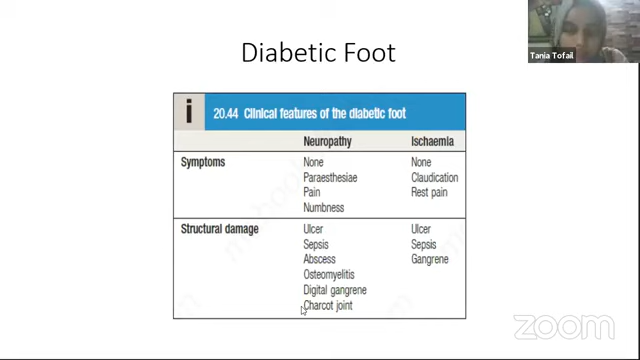 Tania Tofail
Diabetic Foot
i 20.44 Clinical features of the diabetic foot
Neuropathy Ischaemia
Symptoms None None
Paraesthesiae Claudication
Pain Rest pain
Numbness
Structural damage Ulcer Ulcer
Sepsis Sepsis
Abscess Gangrene
Osteomyelitis
Digital gangrene
Charcot joint
zoom